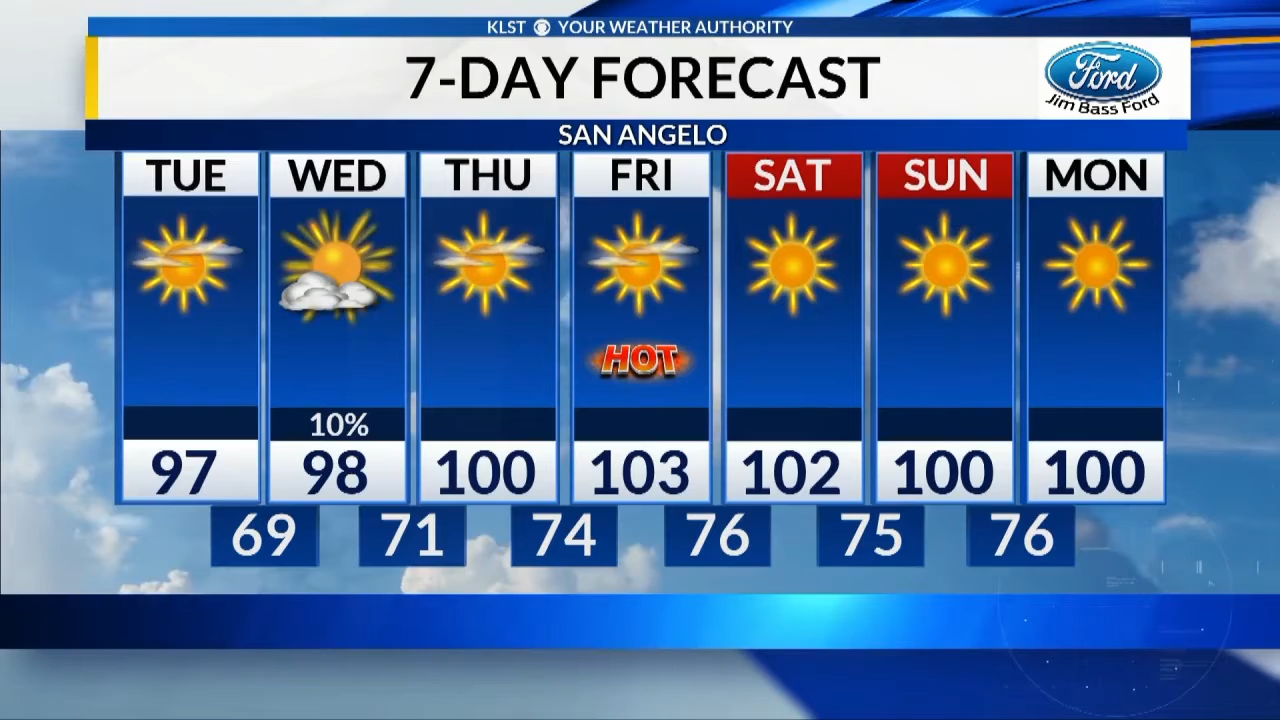 KLST YOUR WEATHER AUTHORITY
7-DAY FORECAST
Ford
Jim Bass Ford
SAN ANGELO
TUE WED THU FRI SAT SUN MON
HOT
10%
97 98 100 103 102 100 100
69 71 74 76 75 76